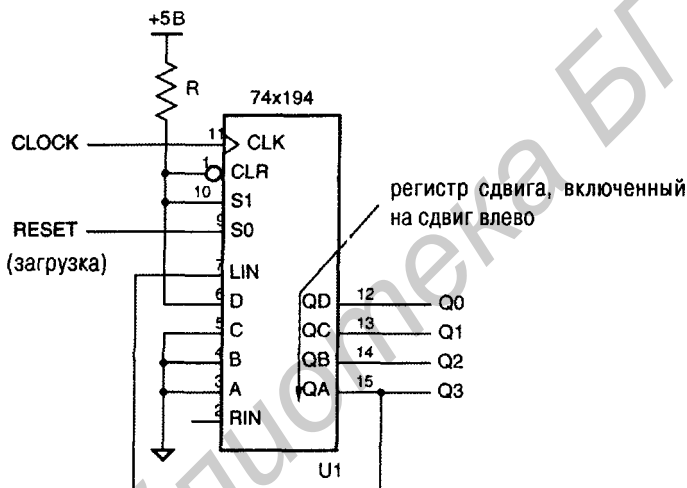 +5В
R
74x194
CLOCK
11
CLK
1
CLR
10
S1
RESET
9
S0
(загрузка)
7
LIN
6
D
5
C
4
B
3
A
2
RIN
QD
12
Q0
QC
13
Q1
QB
14
Q2
QA
15
Q3
U1
регистр сдвига, включенный
на сдвиг влево
лиотека БГ